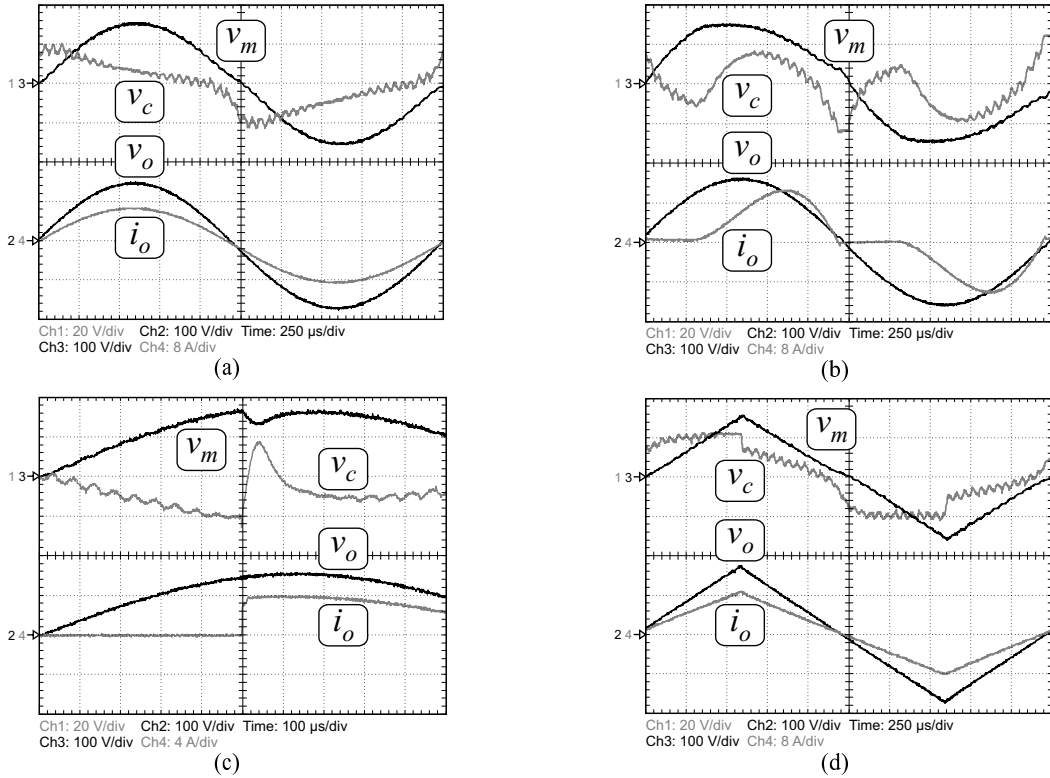 v_m
1 3
v_c
v_o
i_o
2 4
Ch1: 20 V/div Ch2: 100 V/div Time: 250 µs/div
Ch3: 100 V/div Ch4: 8 A/div
(a)
v_m
1 3
v_c
v_o
i_o
2 4
Ch1: 20 V/div Ch2: 100 V/div Time: 250 µs/div
Ch3: 100 V/div Ch4: 8 A/div
(b)
v_m
1 3
v_c
v_o
i_o
2 4
Ch1: 20 V/div Ch2: 100 V/div Time: 100 µs/div
Ch3: 100 V/div Ch4: 4 A/div
(c)
v_m
1 3
v_c
v_o
i_o
2 4
Ch1: 20 V/div Ch2: 100 V/div Time: 250 µs/div
Ch3: 100 V/div Ch4: 8 A/div
(d)